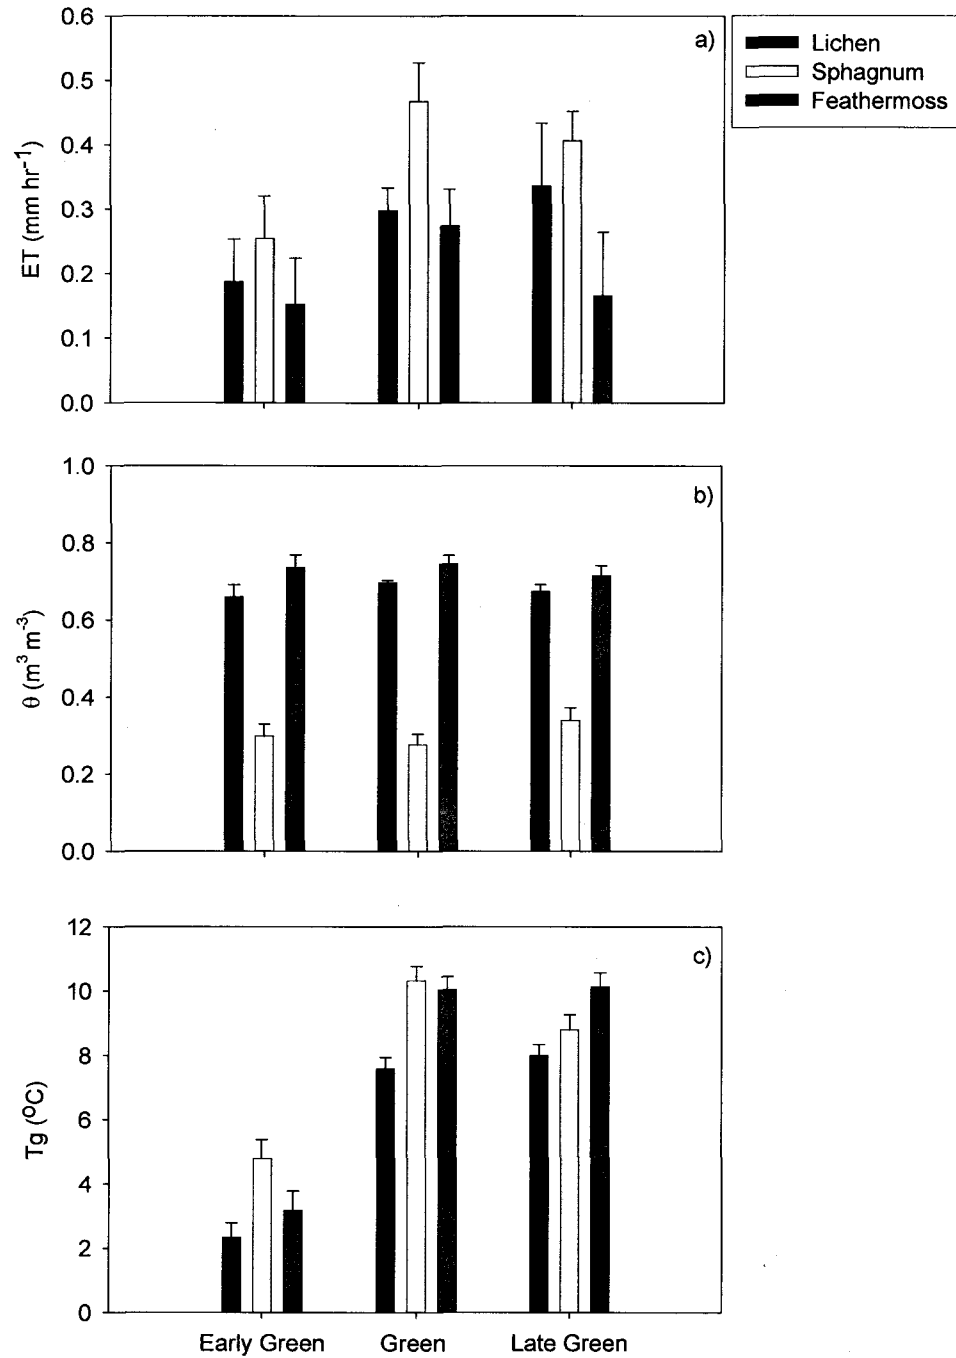 0.6
0.5
0.4
0.3
0.2
0.1
0.0
ET (mm hr-1)
a)
Lichen
Sphagnum
Feathermoss
1.0
0.8
0.6
0.4
0.2
0.0
θ (m3 m-3)
b)
12
10
8
6
4
2
0
Tg (oC)
c)
Early Green Green Late Green